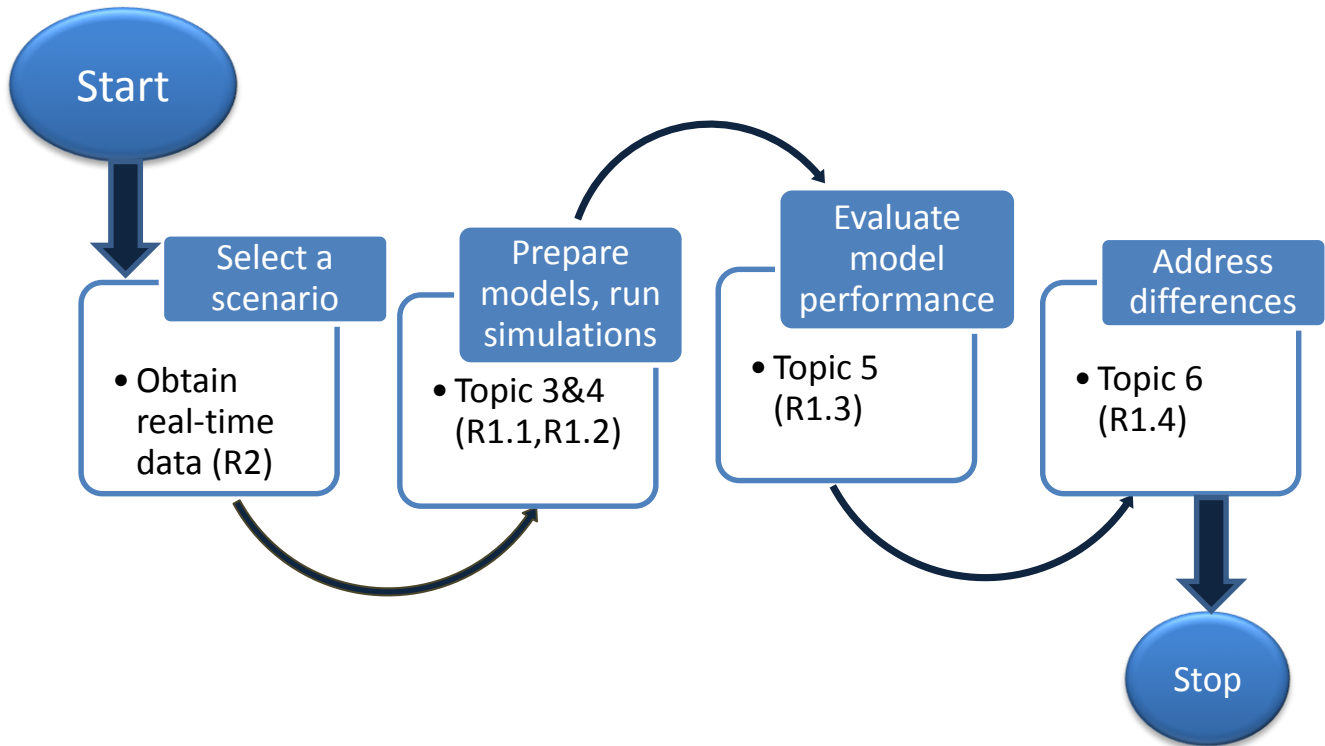 Start
Select a
scenario
• Obtain
real-time
data (R2)
Prepare
models, run
simulations
• Topic 3&4
(R1.1,R1.2)
Evaluate
model
performance
• Topic 5
(R1.3)
Address
differences
• Topic 6
(R1.4)
Stop